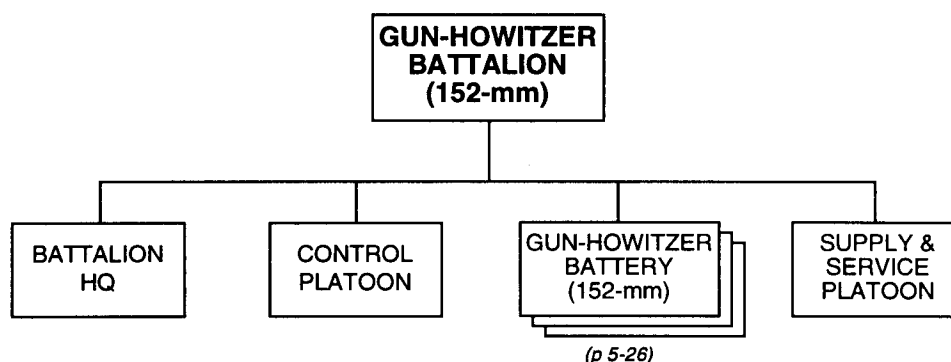 GUN-HOWITZER
BATTALION
(152-mm)
BATTALION
HQ
CONTROL
PLATOON
GUN-HOWITZER
BATTERY
(152-mm)
SUPPLY &
SERVICE
PLATOON
(p 5-26)